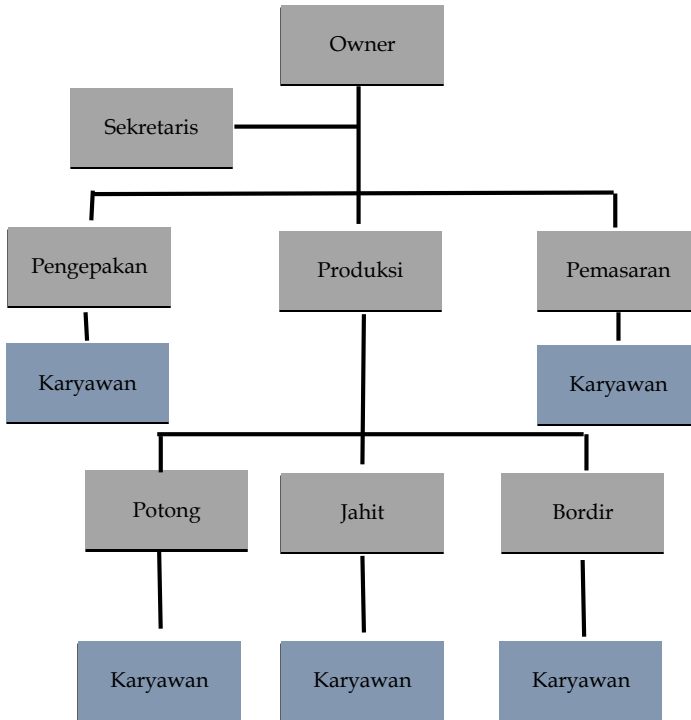 Owner
Sekretaris
Pengepakan
Produksi
Pemasaran
Karyawan
Karyawan
Potong
Jahit
Bordir
Karyawan
Karyawan
Karyawan